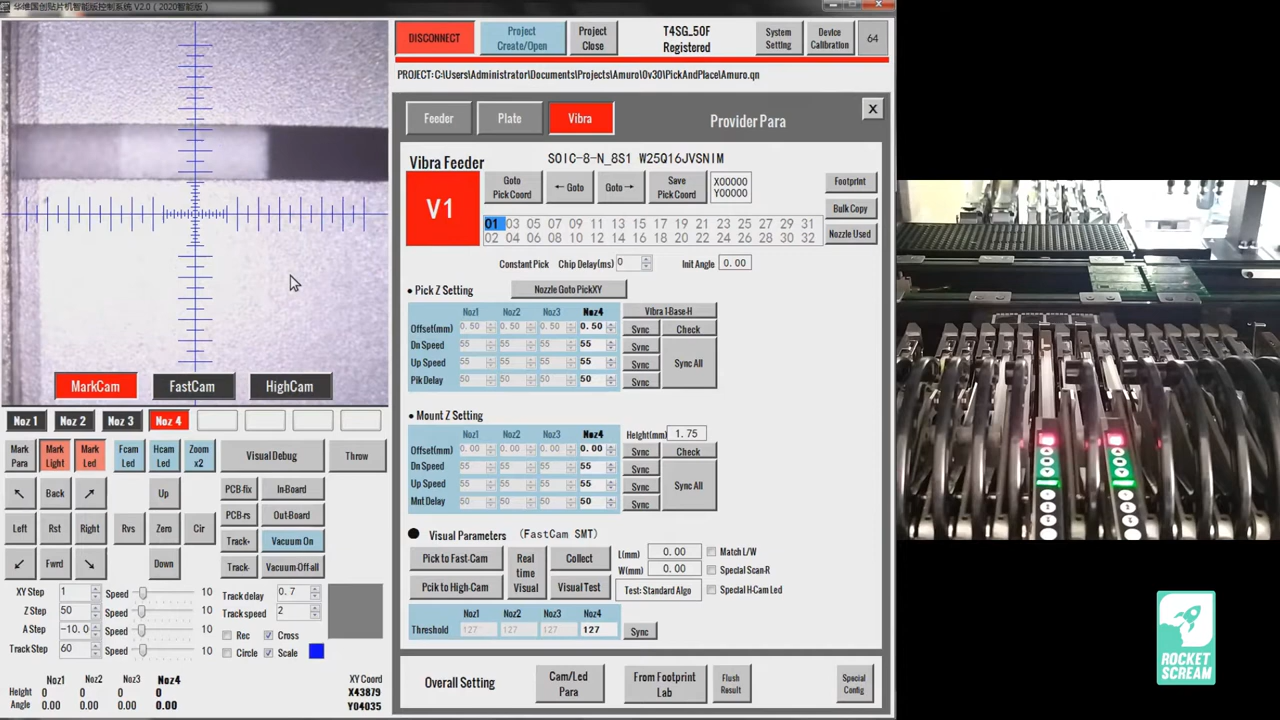 华维国创贴片机智能版控制系统 V2.0（2020智能版）
DISCONNECT
Project
Create/Open
Project
Close
T4SG_50F
Registered
System
Setting
Device
Calibration
64
PROJECT:C:\Users\Administrator\Documents\Projects\Amuro\0v30\PickAndPlace\Amuro.qn
Feeder
Plate
Vibra
Provider Para
X
Vibra Feeder
SOIC-8-N_8S1 W25Q16JVSNIM
V1
Goto
Pick Coord
← Goto
Goto →
Save
Pick Coord
X00000
Y00000
Footprint
Bulk Copy
Nozzle Used
01 03 05 07 09 11 13 15 17 19 21 23 25 27 29 31
02 04 06 08 10 12 14 16 18 20 22 24 26 28 30 32
Constant Pick Chip Delay(ms) 0 Init Angle 0.00
• Pick Z Setting
Nozzle Goto PickXY
Noz1 Noz2 Noz3 Noz4 Vibra 1-Base-H
Offset(mm) 0.50 0.50 0.50 0.50 Sync Check
Dn Speed 55 55 55 55 Sync
Up Speed 55 55 55 55 Sync
Pik Delay 50 50 50 50 Sync
Sync All
• Mount Z Setting
Noz1 Noz2 Noz3 Noz4 Height(mm) 1.75
Offset(mm) 0.00 0.00 0.00 0.00 Sync Check
Dn Speed 55 55 55 55 Sync
Up Speed 55 55 55 55 Sync
Mnt Delay 50 50 50 50 Sync
Sync All
Visual Parameters （FastCam SMT）
Pick to Fast-Cam
Pcik to High-Cam
Real
time
Visual
Collect
Visual Test
L(mm) 0.00 Match L/W
W(mm) 0.00 Special Scan-R
Test: Standard Algo Special H-Cam Led
Noz1 Noz2 Noz3 Noz4
Threshold 127 127 127 127 Sync
Overall Setting
Cam/Led
Para
From Footprint
Lab
Flush
Result
Special
Config
MarkCam FastCam HighCam
Noz 1 Noz 2 Noz 3 Noz 4
Mark
Para
Mark
Light
Mark
Led
Fcam
Led
Hcam
Led
Zoom
x2
Visual Debug
Throw
Back
Up
PCB-fix
In-Board
Left
Rst
Right
Rvs
Zero
Cir
PCB-rs
Out-Board
Track+
Vacuum On
Fwrd
Down
Track-
Vacuum-Off-all
XY Step 1 Speed 10
Z Step 50 Speed 10
A Step -10.0 Speed 10
Track Step 60 Speed 10
Track delay 0.7
Track speed 2
Rec Cross
Circle Scale
Noz1 Noz2 Noz3 Noz4 XY Coord
Height 0 0 0 0 X43879
Angle 0.00 0.00 0.00 0.00 Y04035
ROCKET
SCREAM